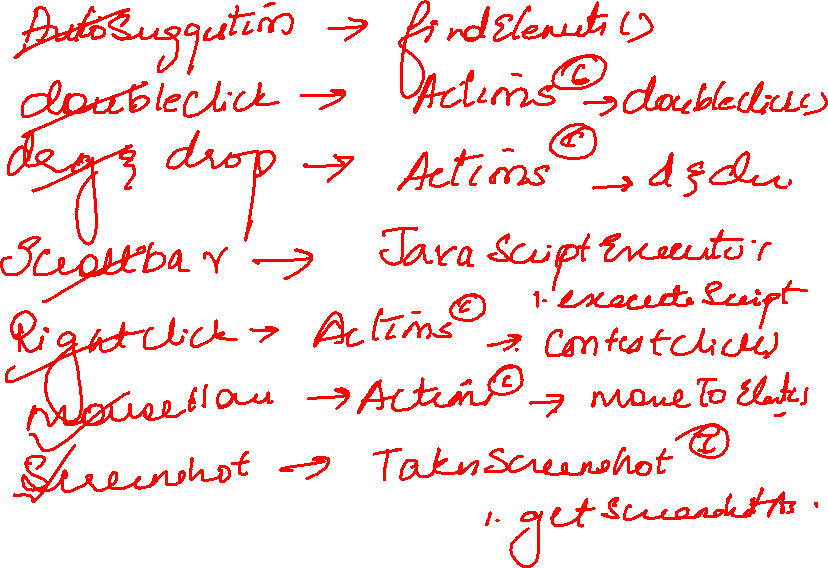 AutoSuggestion → findElements()
doubleclick → Actions (C) → doubleclick()
drag & drop → Actions (C) → d & d
Scrollbar → JavaScriptExecutor
1. executeScript
Rightclick → Actions (C) → contextclick()
mouseHover → Actions (C) → moveToElement()
Screenshot → TakesScreenshot (I)
1. getScreenshotAs.